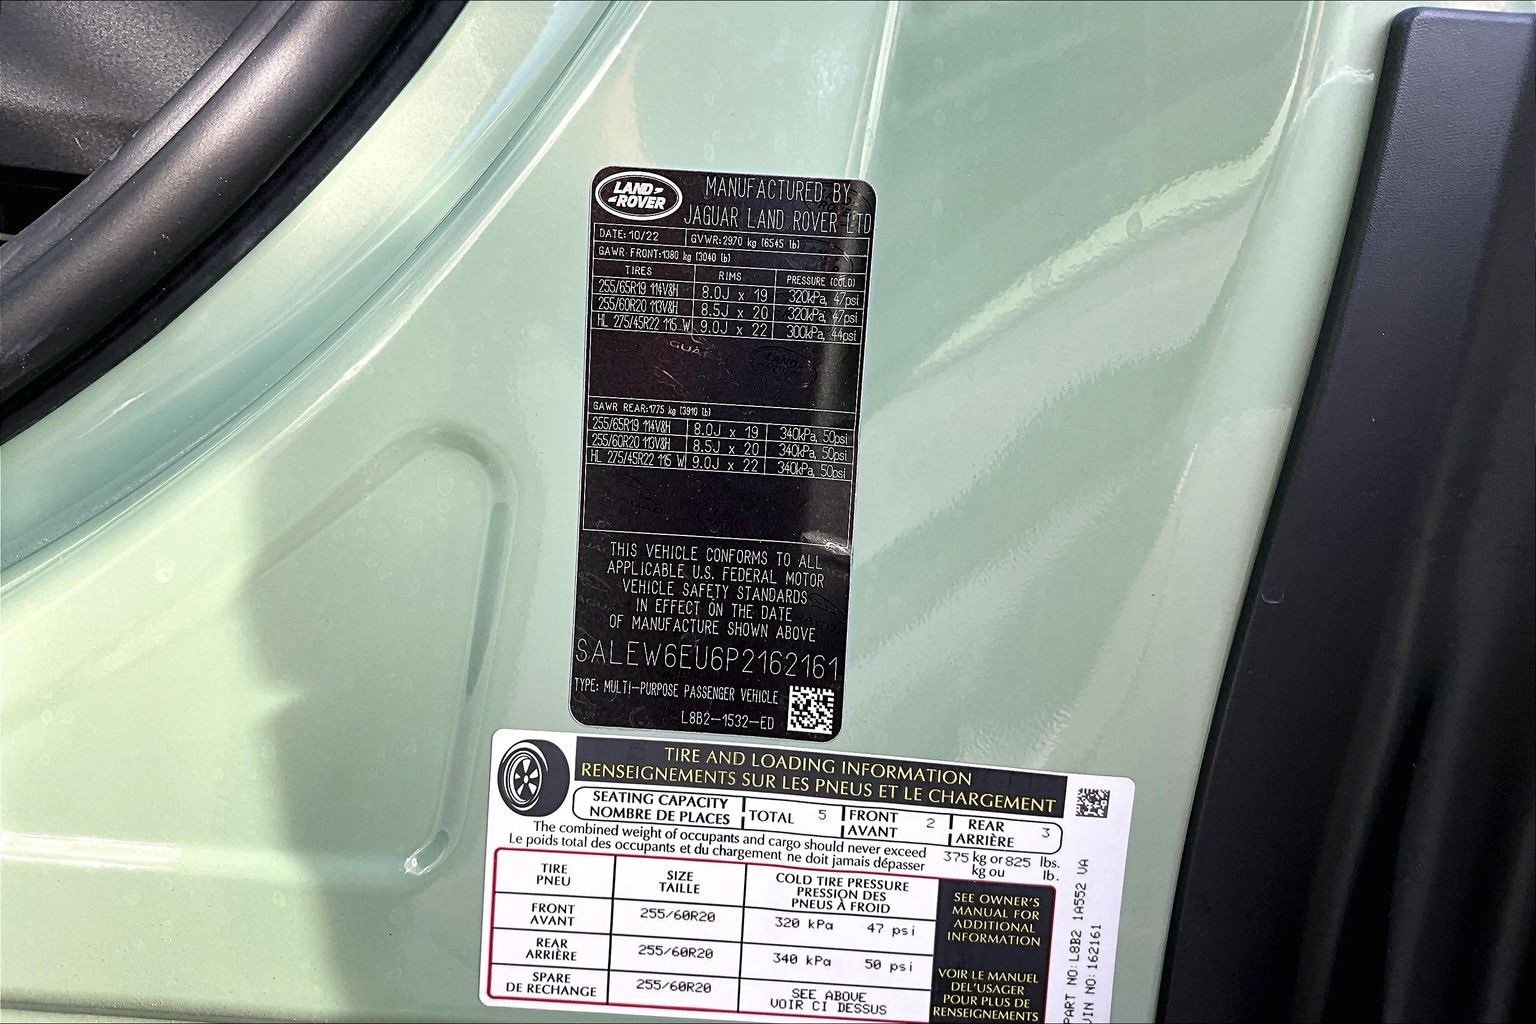 LAND-
-ROVER
MANUFACTURED BY
JAGUAR LAND ROVER LTD
DATE: 10/22 GVWR:2970 kg (6545 lb)
GAWR FRONT:1380 kg (3040 lb)
TIRES RIMS PRESSURE (COLD)
255/65R19 114V&H 8.0J x 19 320kPa, 47psi
255/60R20 113V&H 8.5J x 20 320kPa, 47psi
HL 275/45R22 115 W 9.0J x 22 300kPa, 44psi
GAWR REAR:1775 kg (3910 lb)
255/65R19 114V&H 8.0J x 19 340kPa, 50psi
255/60R20 113V&H 8.5J x 20 340kPa, 50psi
HL 275/45R22 115 W 9.0J x 22 340kPa, 50psi
THIS VEHICLE CONFORMS TO ALL
APPLICABLE U.S. FEDERAL MOTOR
VEHICLE SAFETY STANDARDS
IN EFFECT ON THE DATE
OF MANUFACTURE SHOWN ABOVE
SALEW6EU6P2162161
TYPE: MULTI-PURPOSE PASSENGER VEHICLE
L8B2-1532-ED
TIRE AND LOADING INFORMATION
RENSEIGNEMENTS SUR LES PNEUS ET LE CHARGEMENT
SEATING CAPACITY
NOMBRE DE PLACES
TOTAL 5
FRONT
AVANT
2
REAR
ARRIÈRE
3
The combined weight of occupants and cargo should never exceed 375 kg or 825 lbs.
Le poids total des occupants et du chargement ne doit jamais dépasser kg ou lb.
TIRE
PNEU
SIZE
TAILLE
COLD TIRE PRESSURE
PRESSION DES
PNEUS À FROID
FRONT
AVANT
255/60R20
320 kPa 47 psi
REAR
ARRIÈRE
255/60R20
340 kPa 50 psi
SPARE
DE RECHANGE
255/60R20
SEE ABOVE
VOIR CI DESSUS
SEE OWNER'S
MANUAL FOR
ADDITIONAL
INFORMATION
VOIR LE MANUEL
DEL'USAGER
POUR PLUS DE
RENSEIGNEMENTS
PART NO: L8B2 1A552 VA
VIN NO: 162161